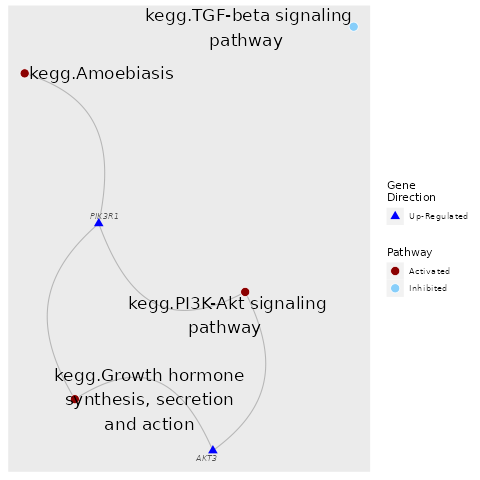 kegg.TGF-beta signaling
pathway
kegg.Amoebiasis
PIK3R1
kegg.PI3K-Akt signaling
pathway
kegg.Growth hormone
synthesis, secretion
and action
AKT3
Gene
Direction
Up-Regulated
Pathway
Activated
Inhibited